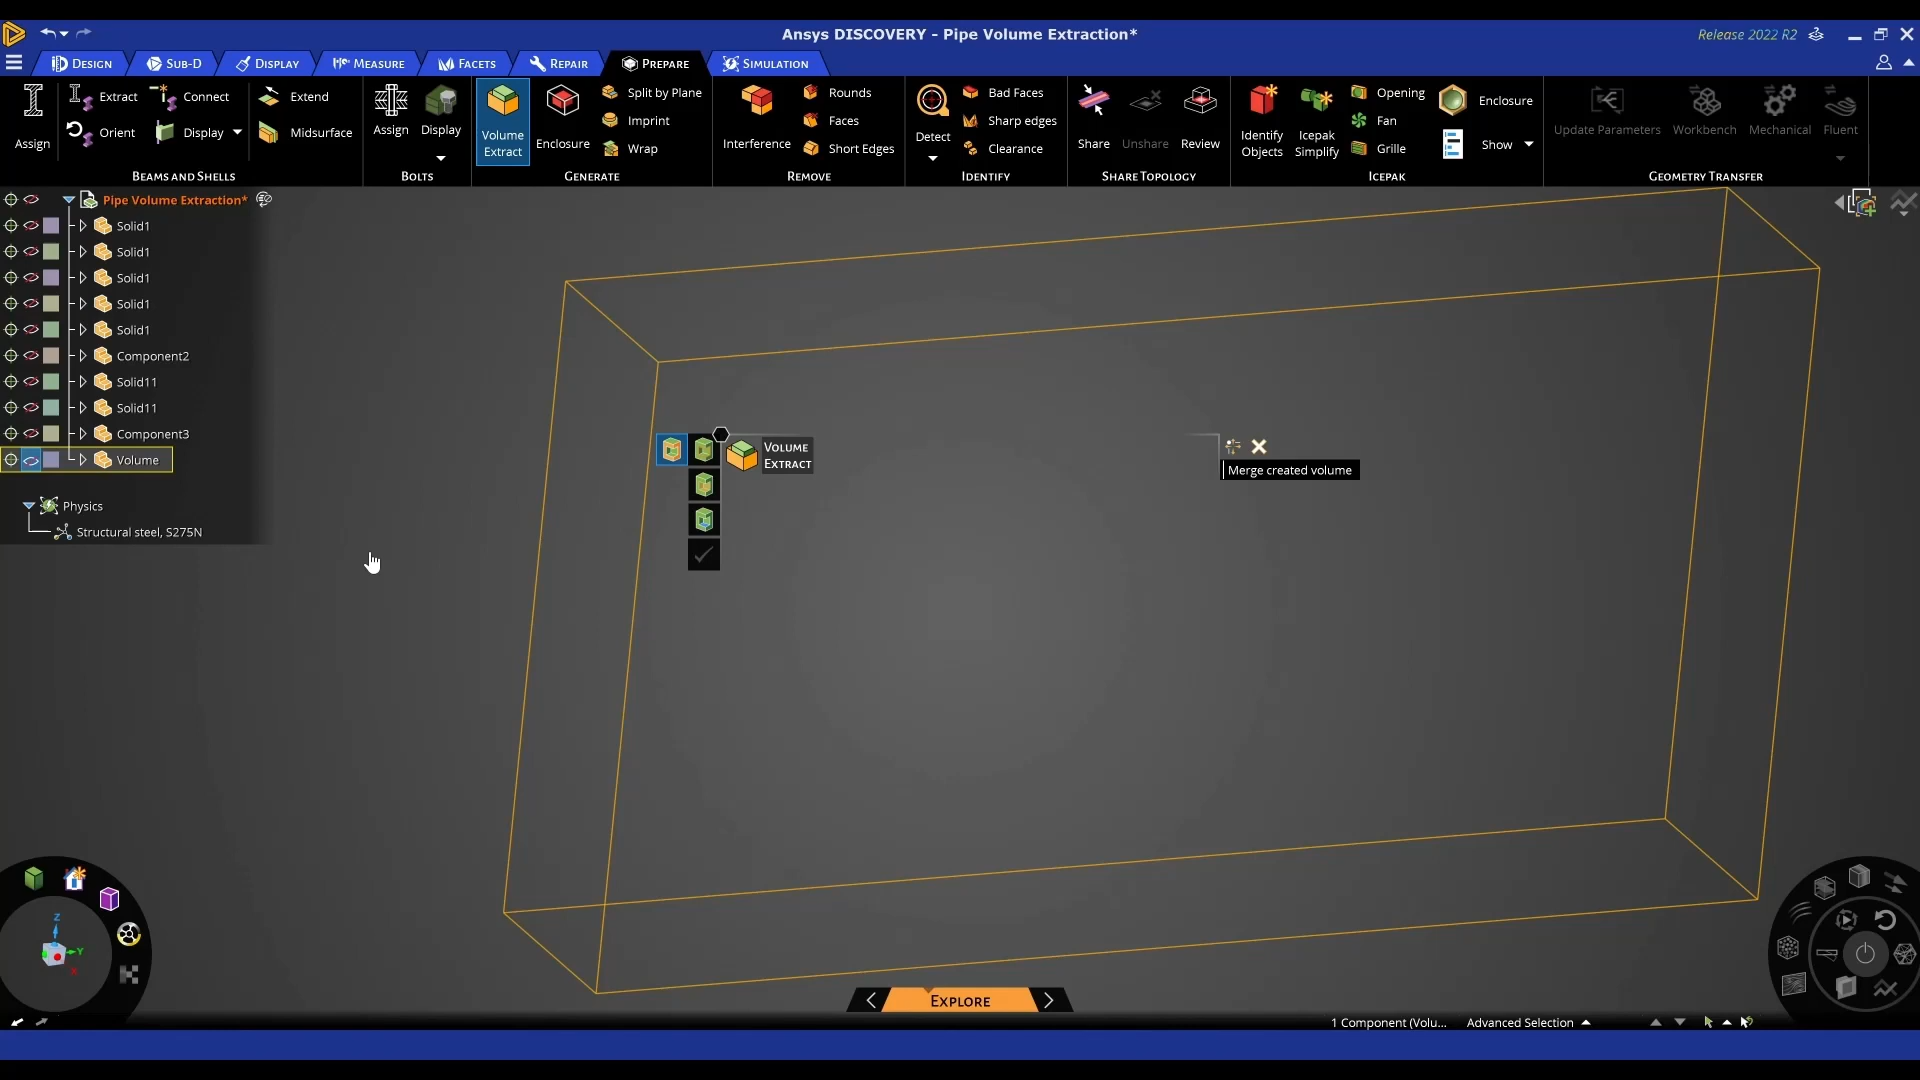 Ansys DISCOVERY - Pipe Volume Extraction*
Release 2022 R2
DESIGN
SUB-D
DISPLAY
MEASURE
FACETS
REPAIR
PREPARE
SIMULATION
Assign
Extract
Connect
Orient
Display
Extend
Midsurface
BEAMS AND SHELLS
Assign
Display
BOLTS
Volume
Extract
Enclosure
Split by Plane
Imprint
Wrap
GENERATE
Interference
Rounds
Faces
Short Edges
REMOVE
Detect
Bad Faces
Sharp edges
Clearance
IDENTIFY
Share
Unshare
Review
SHARE TOPOLOGY
Identify
Objects
Icepak
Simplify
Opening
Fan
Grille
Enclosure
Show
ICEPAK
Update Parameters
Workbench
Mechanical
Fluent
GEOMETRY TRANSFER
Pipe Volume Extraction*
Solid1
Solid1
Solid1
Solid1
Solid1
Component2
Solid11
Solid11
Component3
Volume
Physics
Structural steel, S275N
VOLUME
EXTRACT
Merge created volume
Z
Y
X
EXPLORE
1 Component (Volu...
Advanced Selection